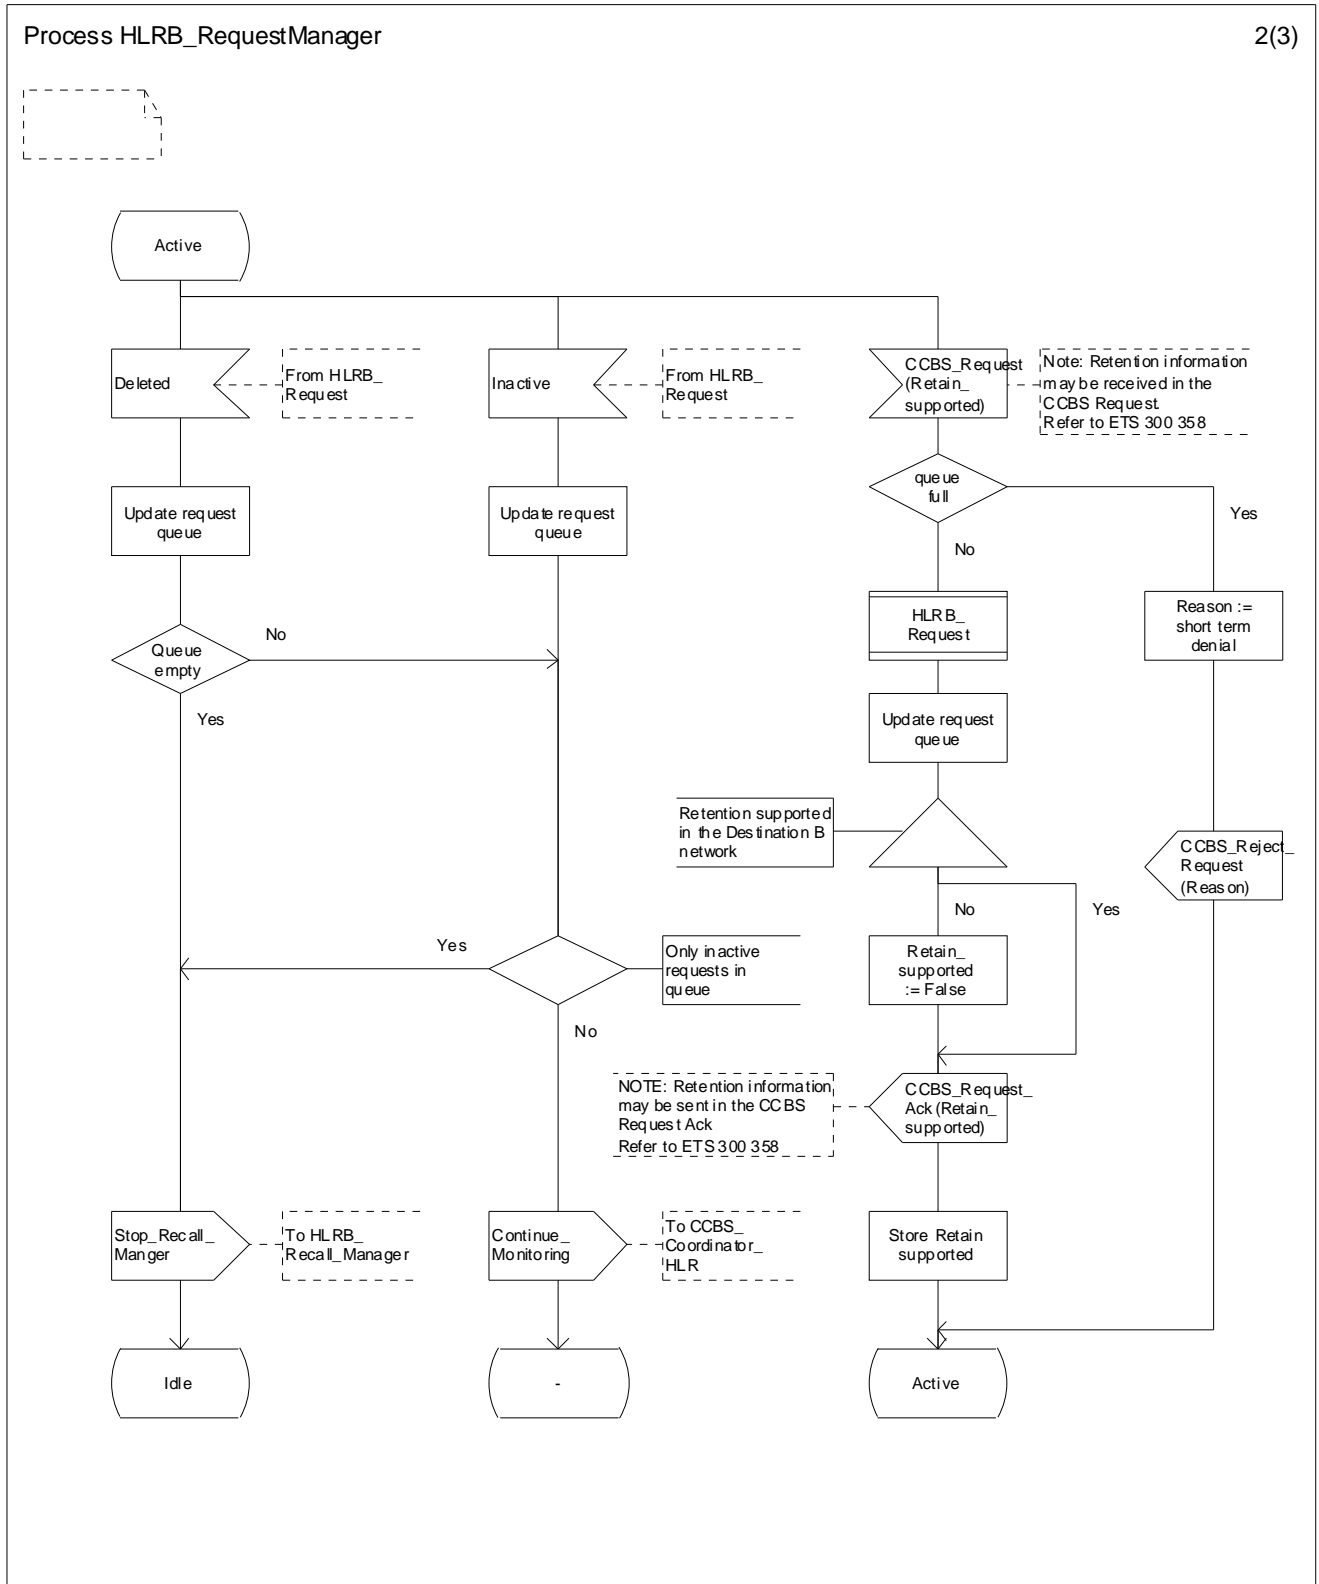 Process HLRB_RequestManager
2(3)
Active
Deleted
From HLRB_
Request
Inactive
From HLRB_
Request
CCBS_Request
(Retain_
supported)
Note: Retention information
may be received in the
CCBS Request.
Refer to ETS 300 358
Update request
queue
Update request
queue
queue
full
Yes
No
Queue
empty
No
Yes
HLRB_
Request
Reason :=
short term
denial
Update request
queue
Retention supported
in the Destination B
network
CCBS_Reject_
Request
(Reason)
No
Yes
Yes
Only inactive
requests in
queue
Retain_
supported
:= False
No
NOTE: Retention information
may be sent in the CCBS
Request Ack
Refer to ETS 300 358
CCBS_Request_
Ack (Retain_
supported)
Stop_Recall_
Manger
To HLRB_
Recall_Manager
Continue_
Monitoring
To CCBS_
Coordinator_
HLR
Store Retain
supported
Idle
-
Active